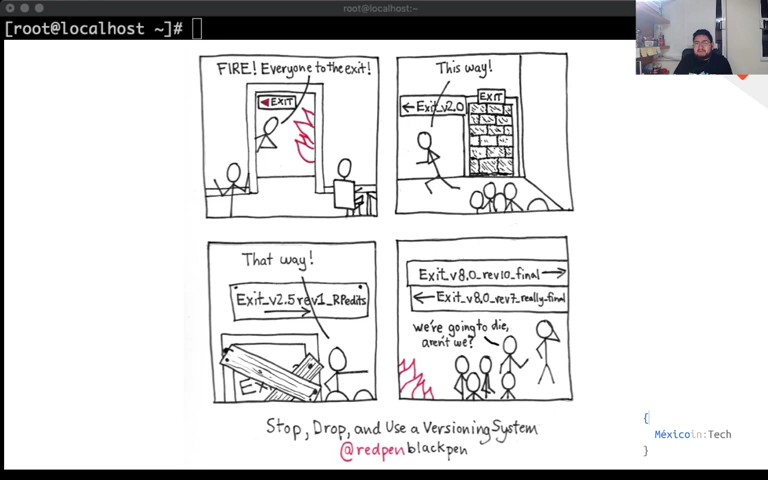 root@localhost:~
[root@localhost ~]#
FIRE! Everyone to the exit!
EXIT
This way!
EXIT
←Exit_v2.0
That way!
Exit_v2.5rev1_RPedits
→
EXI
Exit_v8.0_rev10_final→
←Exit_v8.0_rev7_really_final
we're going to die,
aren't we?
Stop, Drop, and Use a Versioning System
@redpenblackpen
{
Méxicoin:Tech
}